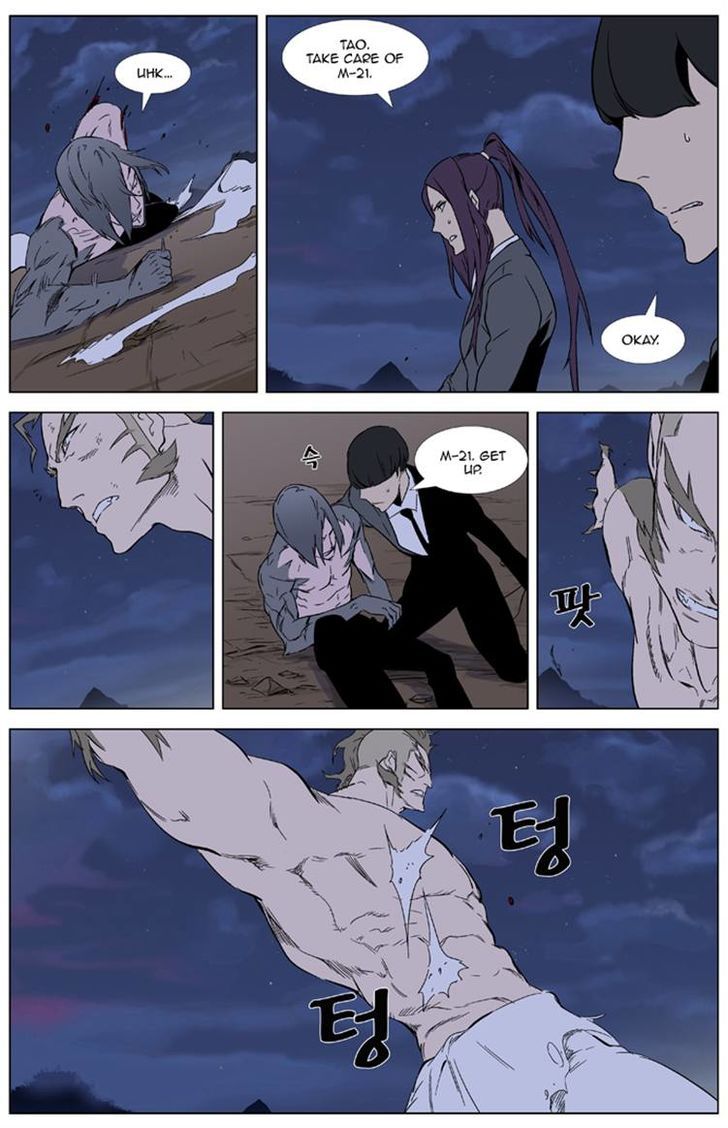 UHK...
TAO.
TAKE CARE OF
M-21.
OKAY.
슥
M-21. GET
UP.
팟
텅
텅